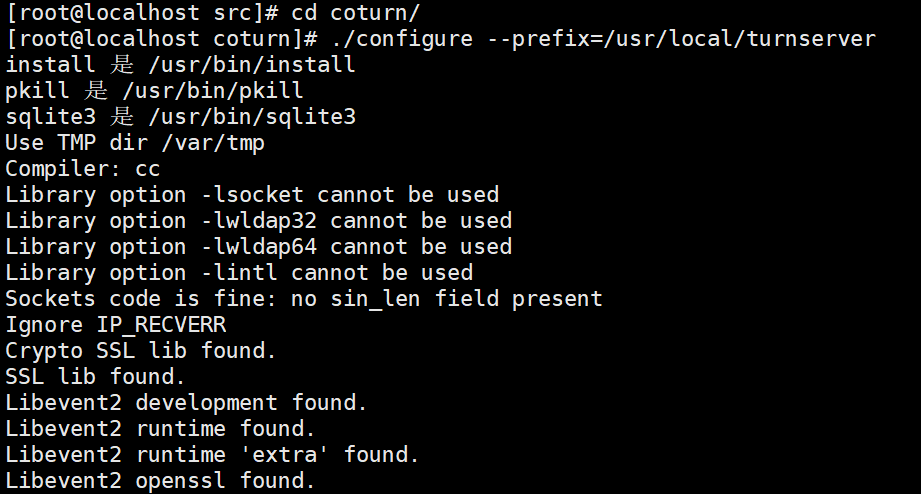 [root@localhost src]# cd coturn/
[root@localhost coturn]# ./configure --prefix=/usr/local/turnserver
install 是 /usr/bin/install
pkill 是 /usr/bin/pkill
sqlite3 是 /usr/bin/sqlite3
Use TMP dir /var/tmp
Compiler: cc
Library option -lsocket cannot be used
Library option -lwldap32 cannot be used
Library option -lwldap64 cannot be used
Library option -lintl cannot be used
Sockets code is fine: no sin_len field present
Ignore IP_RECVERR
Crypto SSL lib found.
SSL lib found.
Libevent2 development found.
Libevent2 runtime found.
Libevent2 runtime 'extra' found.
Libevent2 openssl found.